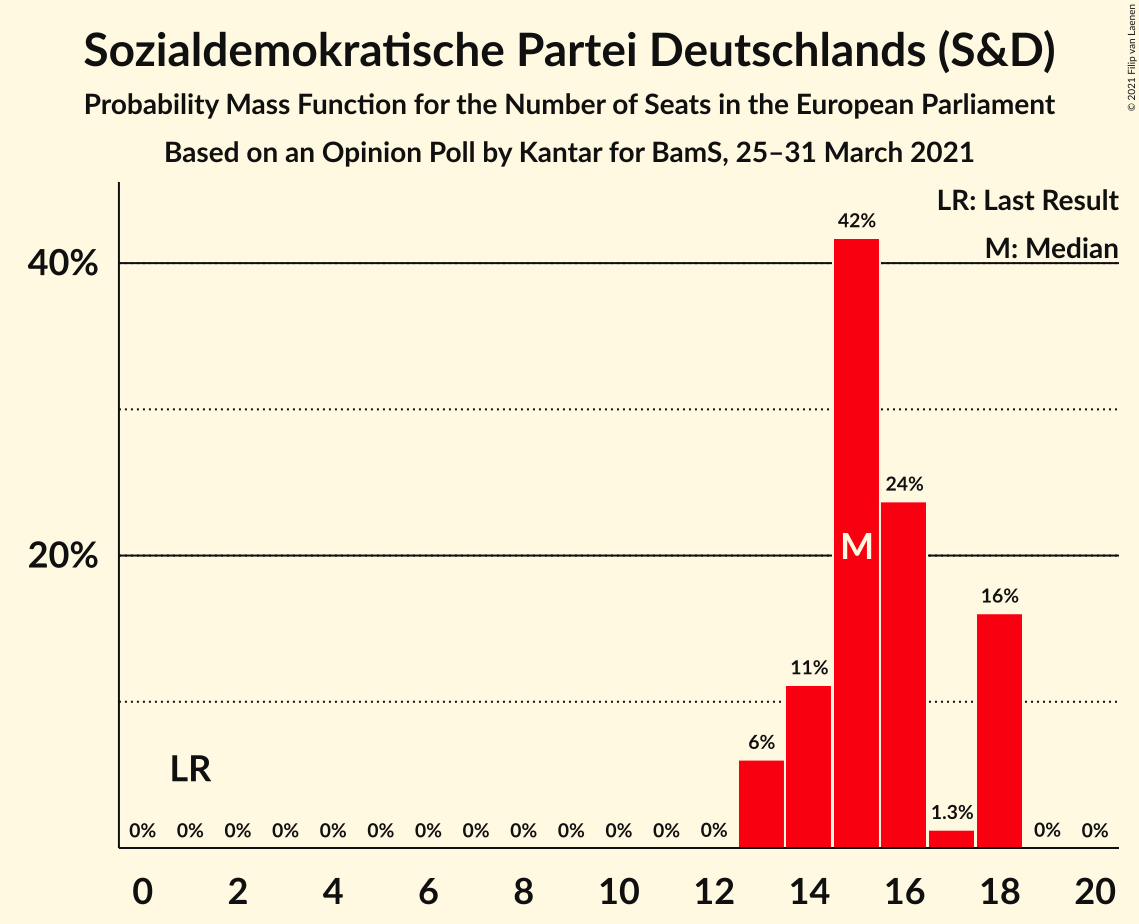 Sozialdemokratische Partei Deutschlands (S&D)
Probability Mass Function for the Number of Seats in the European Parliament
Based on an Opinion Poll by Kantar for BamS, 25–31 March 2021
© 2021 Filip van Laenen
LR: Last Result
M: Median
40%
20%
42%
24%
16%
11%
6%
1.3%
M
LR
0% 0% 0% 0% 0% 0% 0% 0% 0% 0% 0% 0% 0% 0% 0%
0 2 4 6 8 10 12 14 16 18 20